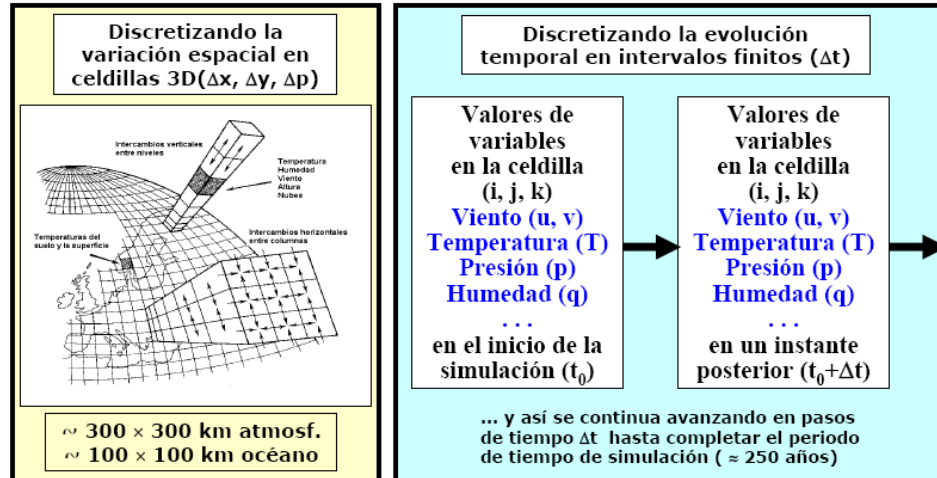 Discretizando la
variación espacial en
celdillas 3D(Δx, Δy, Δp)
Intercambios verticales
entre niveles
Temperatura
Humedad
Viento
Altura
Nubes
Temperaturas del
suelo y la superficie
Intercambios horizontales
entre columnas
~ 300 × 300 km atmosf.
~ 100 × 100 km océano
Discretizando la evolución
temporal en intervalos finitos (Δt)
Valores de
variables
en la celdilla
(i, j, k)
Viento (u, v)
Temperatura (T)
Presión (p)
Humedad (q)
. . .
en el inicio de la
simulación (t₀)
Valores de
variables
en la celdilla
(i, j, k)
Viento (u, v)
Temperatura (T)
Presión (p)
Humedad (q)
. . .
en un instante
posterior (t₀+Δt)
... y así se continua avanzando en pasos
de tiempo Δt hasta completar el periodo
de tiempo de simulación ( ≈ 250 años)